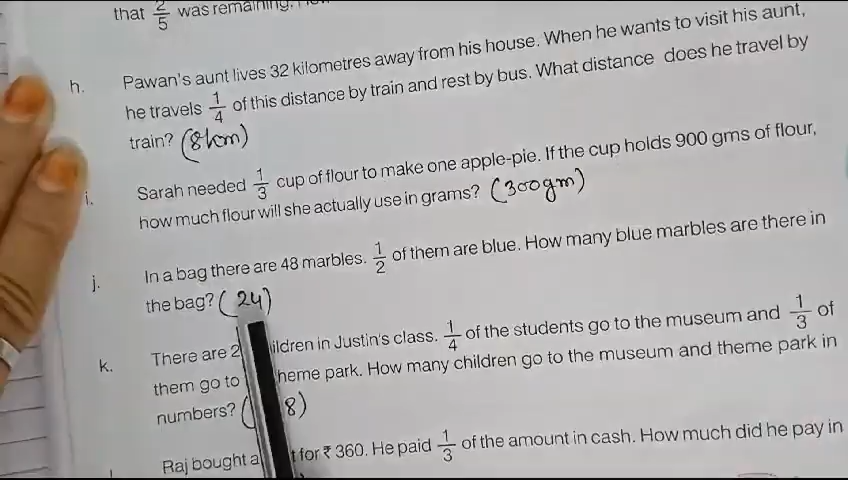 that 2/5 was remaining.
h. Pawan's aunt lives 32 kilometres away from his house. When he wants to visit his aunt,
he travels 1/4 of this distance by train and rest by bus. What distance does he travel by
train? (8km)
i. Sarah needed 1/3 cup of flour to make one apple-pie. If the cup holds 900 gms of flour,
how much flour will she actually use in grams? (300gm)
j. In a bag there are 48 marbles. 1/2 of them are blue. How many blue marbles are there in
the bag? (24)
k. There are 2 ildren in Justin's class. 1/4 of the students go to the museum and 1/3 of
them go to heme park. How many children go to the museum and theme park in
numbers? ( 8)
Raj bought a t for ₹ 360. He paid 1/3 of the amount in cash. How much did he pay in